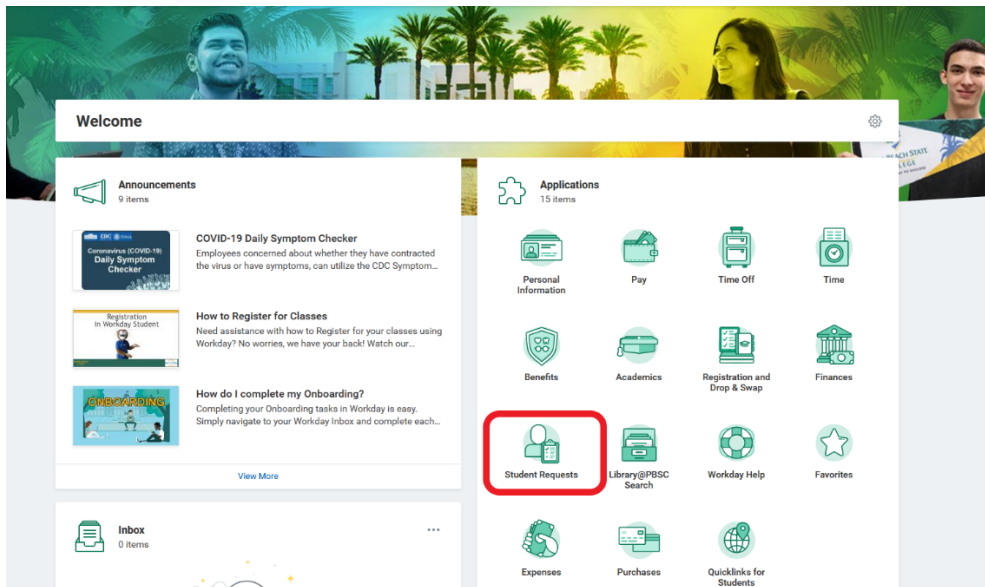 BEACH STATE
Welcome
Announcements
9 items
CDC
Coronavirus (COVID-19)
Daily Symptom
Checker
COVID-19 Daily Symptom Checker
Employees concerned about whether they have contracted
the virus or have symptoms, can utilize the CDC Symptom...
Registration
in Workday Student
How to Register for Classes
Need assistance with how to Register for your classes using
Workday? No worries, we have your back! Watch our...
ONBOARDING
How do I complete my Onboarding?
Completing your Onboarding tasks in Workday is easy.
Simply navigate to your Workday Inbox and complete each...
View More
Inbox
0 items
Applications
15 items
Personal
Information
Pay
Time Off
Time
Benefits
Academics
Registration and
Drop & Swap
Finances
Student Requests
Library@PBSC
Search
Workday Help
Favorites
Expenses
Purchases
Quicklinks for
Students